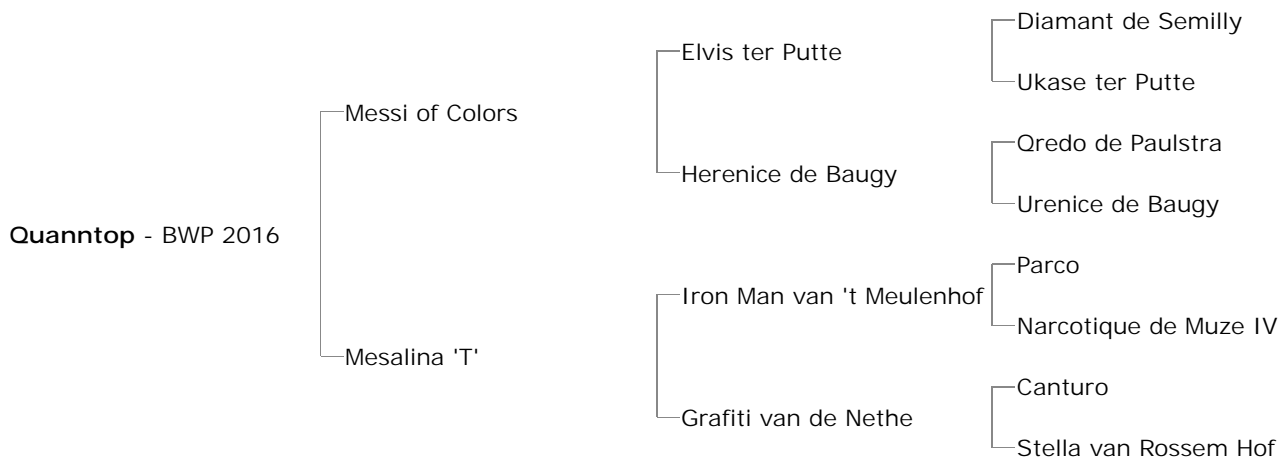 Diamant de Semilly
Elvis ter Putte
Ukase ter Putte
Messi of Colors
Qredo de Paulstra
Herenice de Baugy
Urenice de Baugy
Quanntop - BWP 2016
Parco
Iron Man van 't Meulenhof
Narcotique de Muze IV
Mesalina 'T'
Canturo
Grafiti van de Nethe
Stella van Rossem Hof